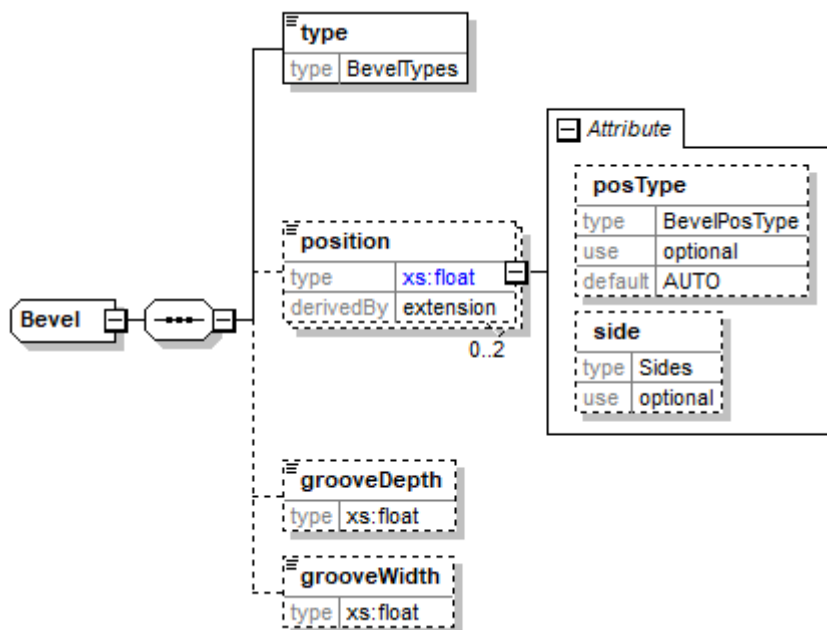 type
type BevelTypes
Attribute
posType
type BevelPosType
use optional
default AUTO
position
type xs:float
derivedBy extension
0..2
Bevel
side
type Sides
use optional
grooveDepth
type xs:float
grooveWidth
type xs:float